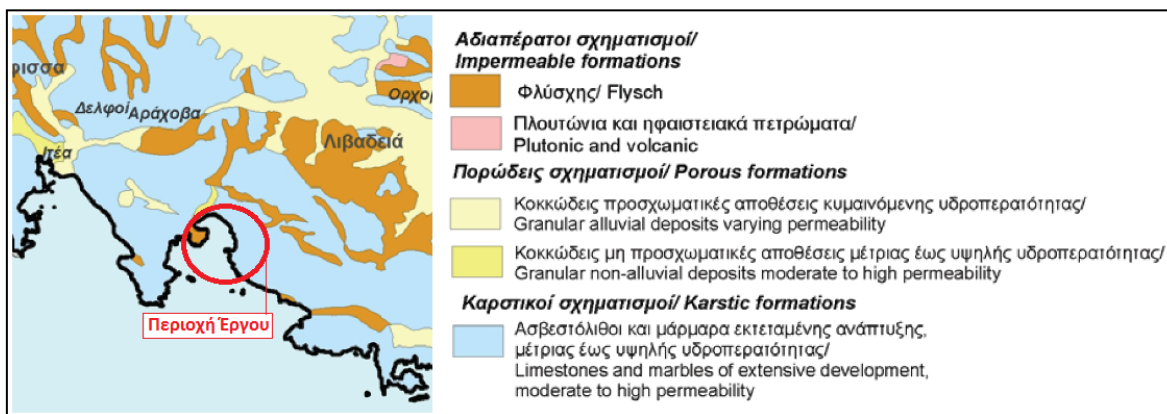 φισσα
Δελφοί Αράχοβα
Ορχομ
Λιβαδειά
Ιτέα
Περιοχή Έργου
Αδιαπέρατοι σχηματισμοί/
Impermeable formations
Φλύσχης/ Flysch
Πλουτώνια και ηφαιστειακά πετρώματα/
Plutonic and volcanic
Πορώδεις σχηματισμοί / Porous formations
Κοκκώδεις προσχωματικές αποθέσεις κυμαινόμενης υδροπερατότητας/
Granular alluvial deposits varying permeability
Κοκκώδεις μη προσχωματικές αποθέσεις μέτριας έως υψηλής υδροπερατότητας/
Granular non-alluvial deposits moderate to high permeability
Καρστικοί σχηματισμοί/ Karstic formations
Ασβεστόλιθοι και μάρμαρα εκτεταμένης ανάπτυξης,
μέτριας έως υψηλής υδροπερατότητας/
Limestones and marbles of extensive development,
moderate to high permeability